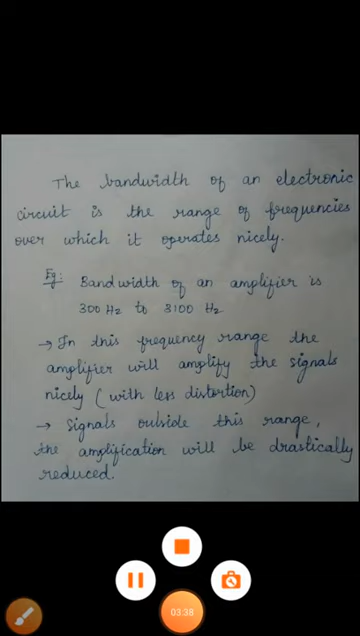 The bandwidth of an electronic
circuit is the range of frequencies
over which it operates nicely.
Eg: Bandwidth of an amplifier is
300 Hz to 3100 Hz
→ In this frequency range the
amplifier will amplify the signals
nicely (with less distortion)
→ Signals outside this range,
the amplification will be drastically
reduced.
03:38